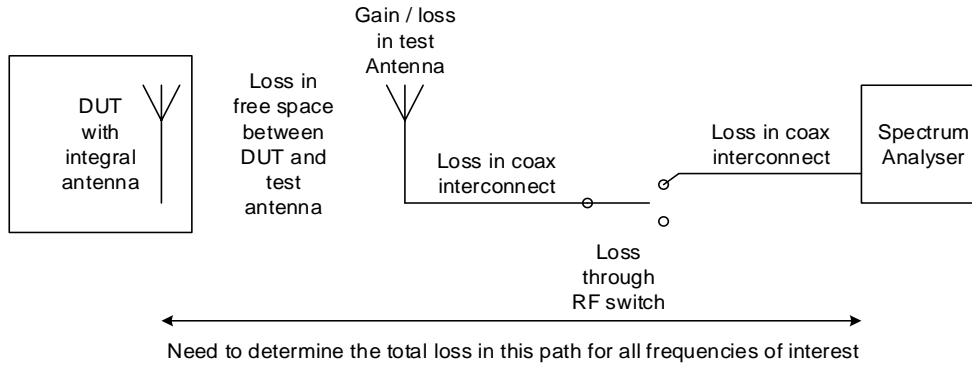 Gain / loss
in test
Antenna
DUT
with
integral
antenna
Loss in
free space
between
DUT and
test
antenna
Loss in coax
interconnect
Loss
through
RF switch
Loss in coax
interconnect
Spectrum
Analyser
Need to determine the total loss in this path for all frequencies of interest